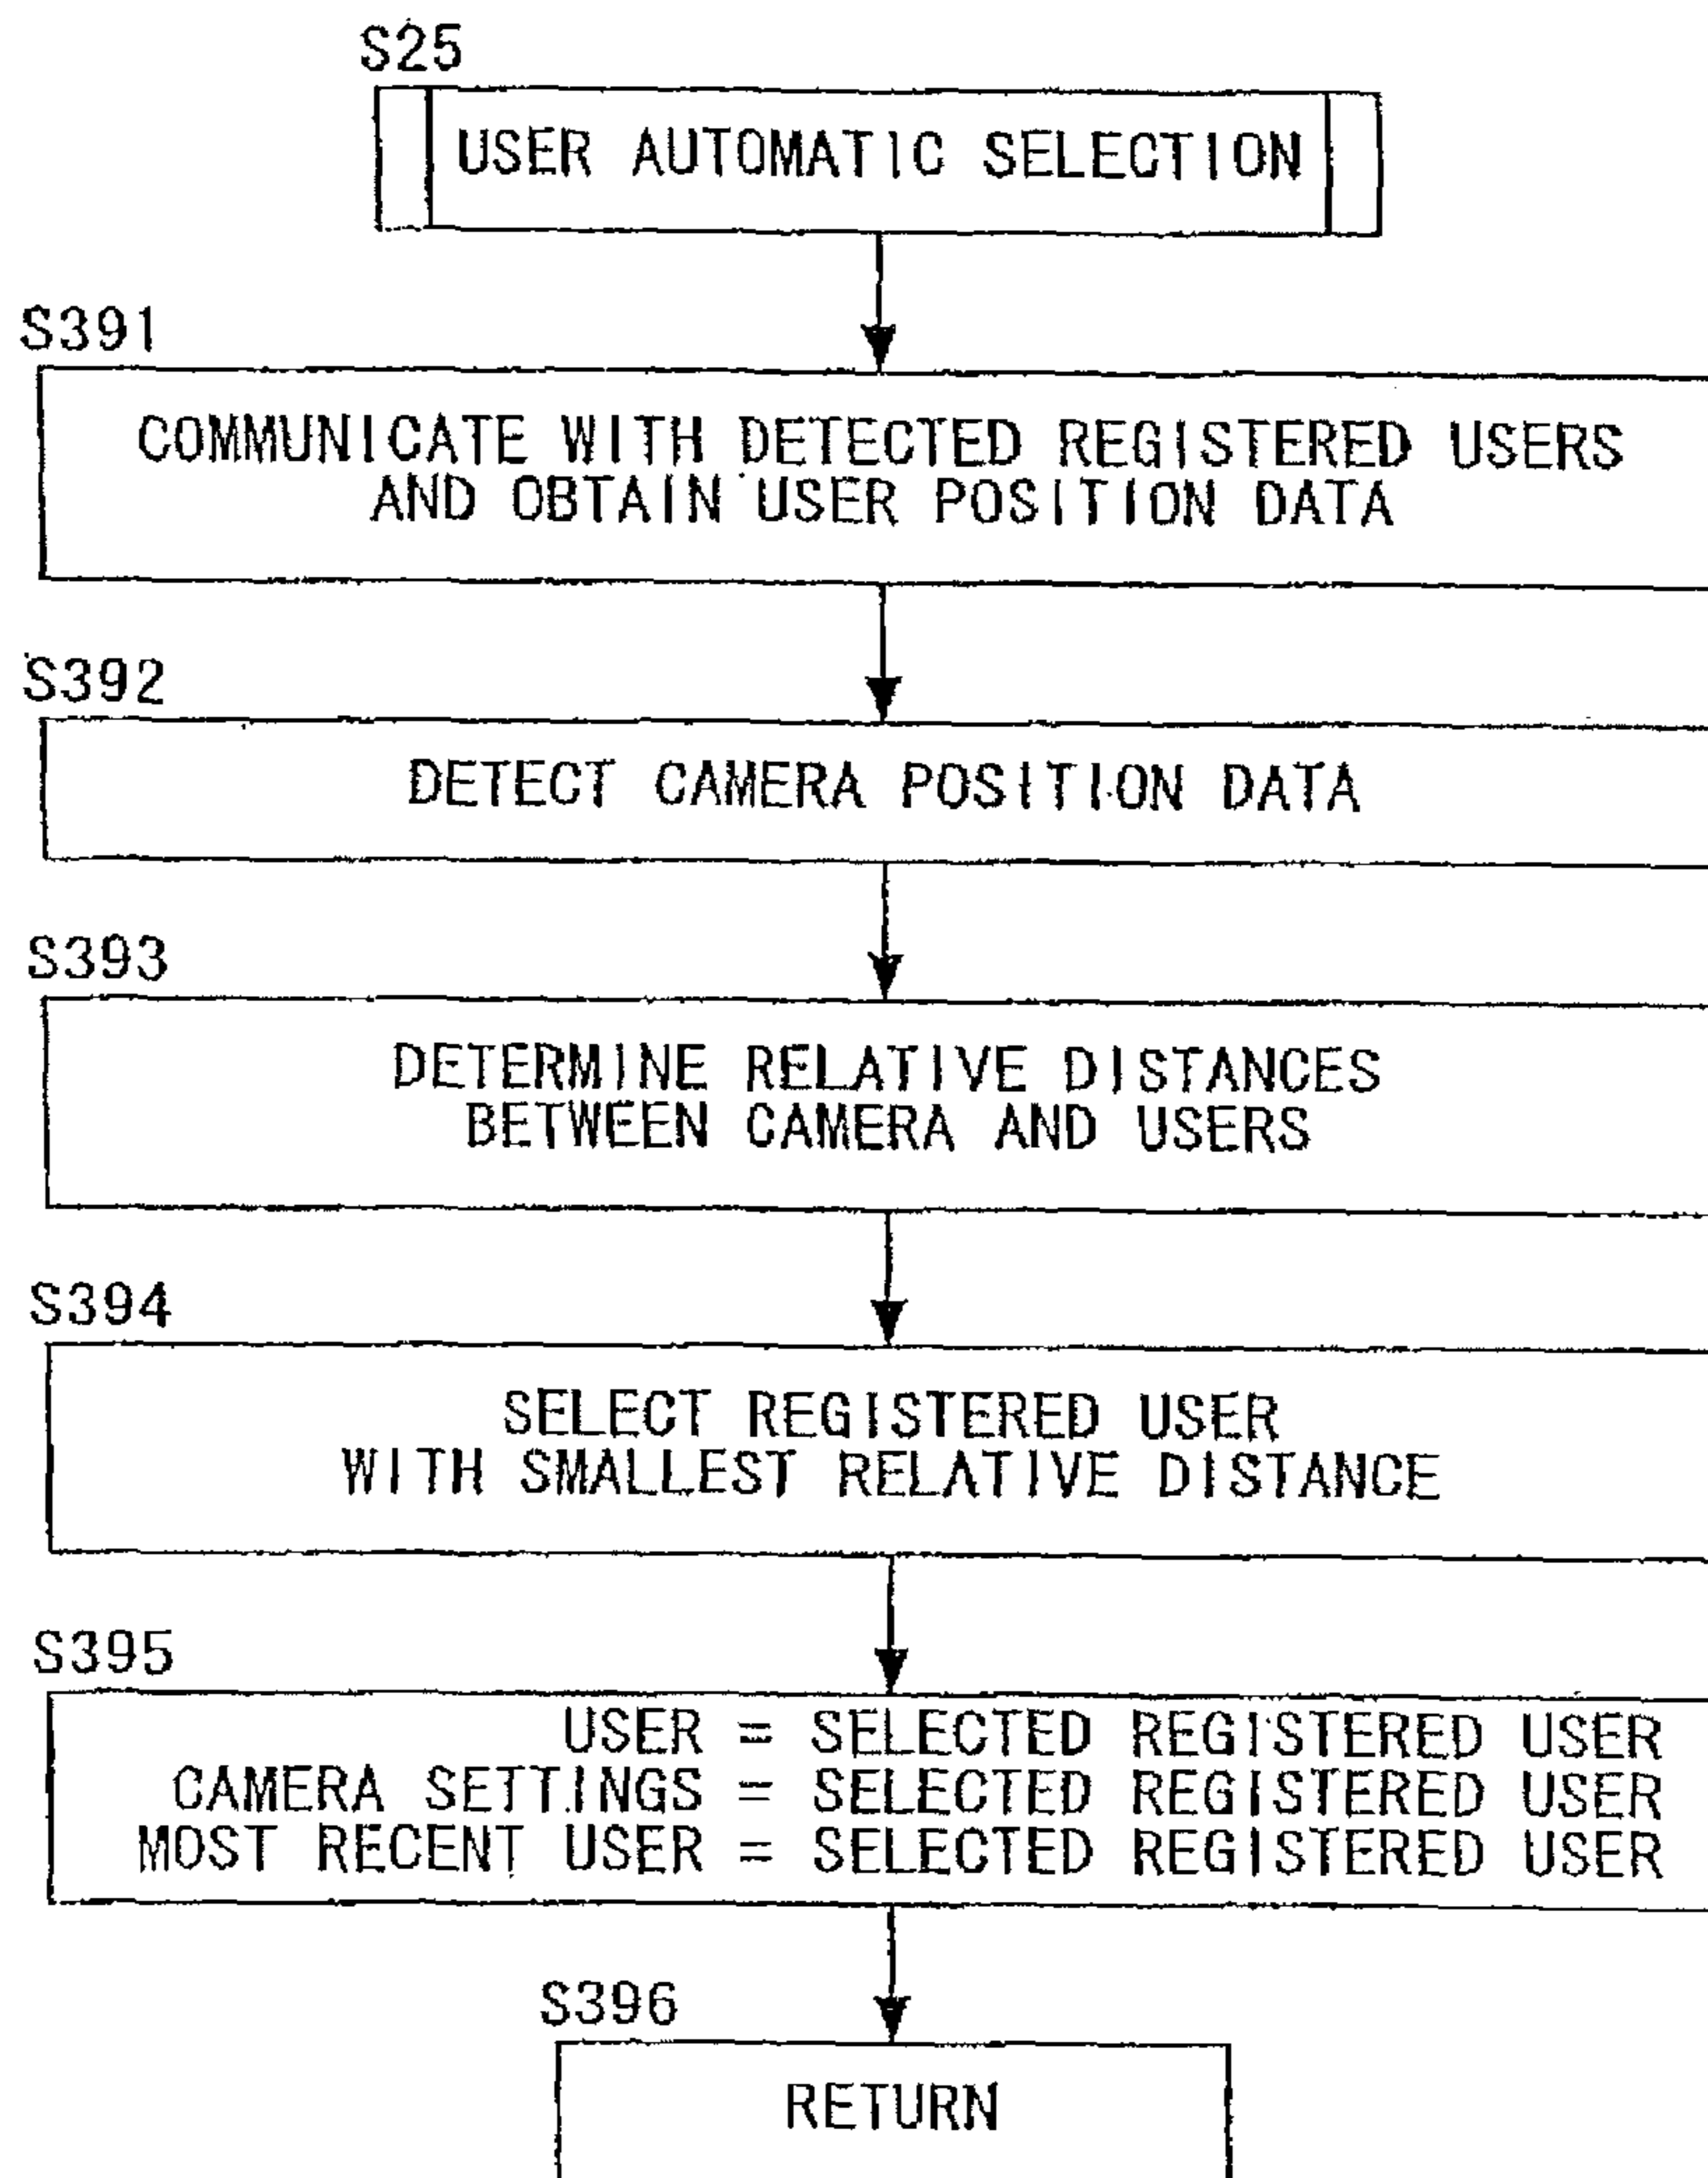 S25
USER AUTOMATIC SELECTION
S391
COMMUNICATE WITH DETECTED REGISTERED USERS
AND OBTAIN USER POSITION DATA
S392
DETECT CAMERA POSITION DATA
S393
DETERMINE RELATIVE DISTANCES
BETWEEN CAMERA AND USERS
S394
SELECT REGISTERED USER
WITH SMALLEST RELATIVE DISTANCE
S395
USER = SELECTED REGISTERED USER
CAMERA SETTINGS = SELECTED REGISTERED USER
MOST RECENT USER = SELECTED REGISTERED USER
S396
RETURN